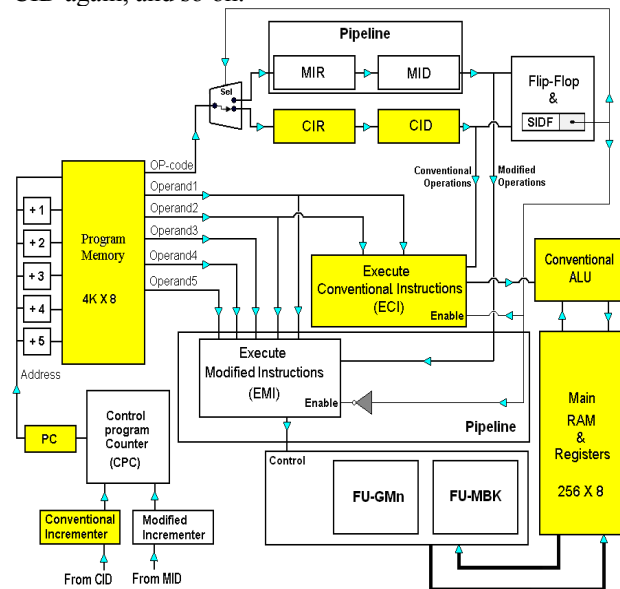 CID again, and so on.
Pipeline
MIR
MID
Sel
CIR
CID
Flip-Flop
&
SIDF
OP-code
Conventional
Operations
Modified
Operations
Operand1
Operand2
Operand3
Operand4
Operand5
+ 1
+ 2
+ 3
+ 4
+ 5
Program
Memory
4K X 8
Execute
Conventional Instructions
(ECI)
Enable
Conventional
ALU
Execute
Modified Instructions
(EMI)
Enable
Pipeline
Address
PC
Control
program
Counter
(CPC)
Main
RAM
&
Registers
256 X 8
Control
FU-GMn
FU-MBK
Conventional
Incrementer
Modified
Incrementer
From CID
From MID